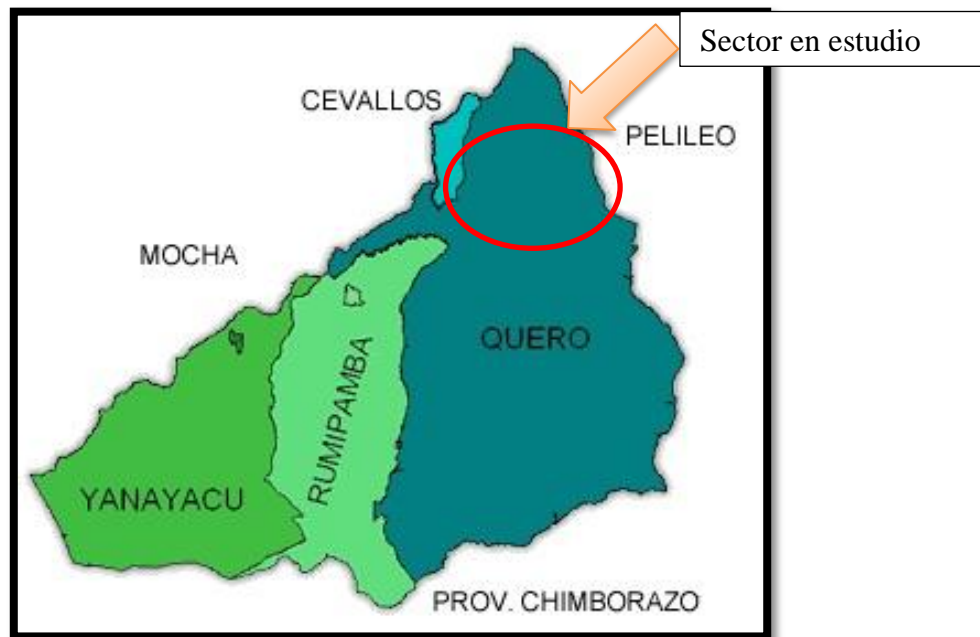 Sector en estudio
CEVALLOS
PELILEO
MOCHA
QUERO
RUMIPAMBA
YANAYACU
PROV. CHIMBORAZO